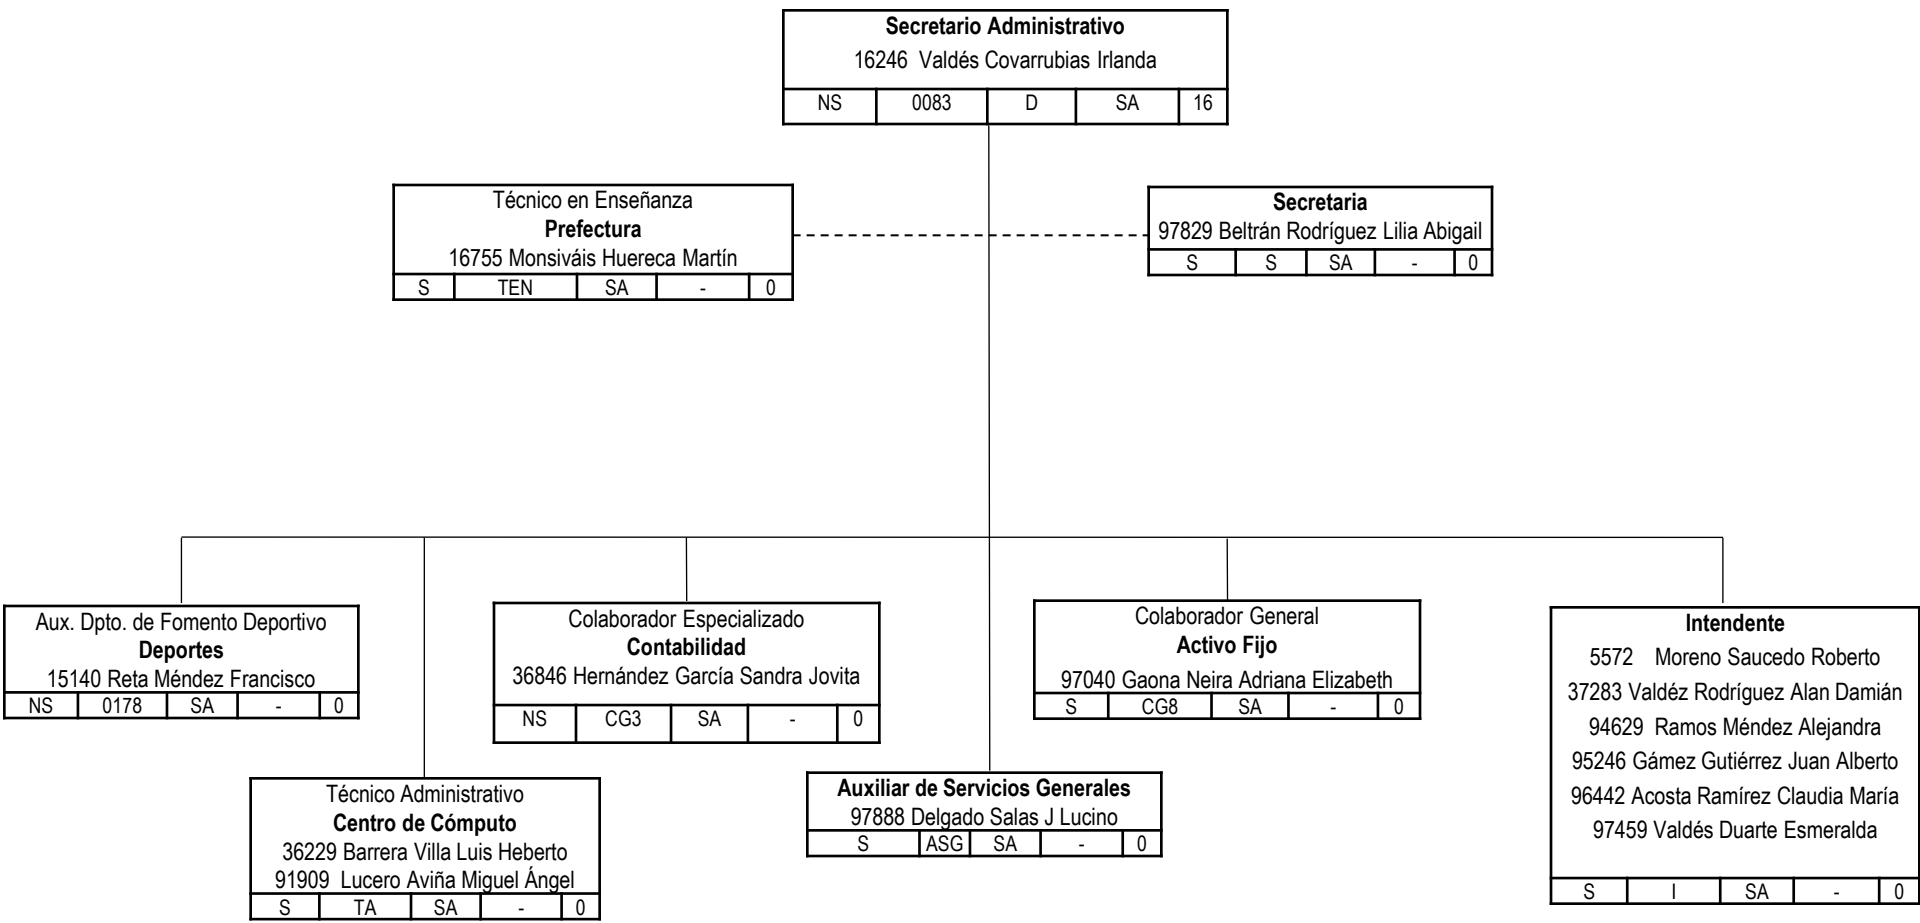 Secretario Administrativo
16246 Valdés Covarrubias Irlanda
NS 0083 D SA 16
Técnico en Enseñanza
Prefectura
16755 Monsiváis Huereca Martín
S TEN SA - 0
Secretaria
97829 Beltrán Rodríguez Lilia Abigail
S S SA - 0
Aux. Dpto. de Fomento Deportivo
Deportes
15140 Reta Méndez Francisco
NS 0178 SA - 0
Técnico Administrativo
Centro de Cómputo
36229 Barrera Villa Luis Heberto
91909 Lucero Aviña Miguel Ángel
S TA SA - 0
Colaborador Especializado
Contabilidad
36846 Hernández García Sandra Jovita
NS CG3 SA - 0
Auxiliar de Servicios Generales
97888 Delgado Salas J Lucino
S ASG SA - 0
Colaborador General
Activo Fijo
97040 Gaona Neira Adriana Elizabeth
S CG8 SA - 0
Intendente
5572 Moreno Saucedo Roberto
37283 Valdéz Rodríguez Alan Damián
94629 Ramos Méndez Alejandra
95246 Gámez Gutiérrez Juan Alberto
96442 Acosta Ramírez Claudia María
97459 Valdés Duarte Esmeralda
S I SA - 0